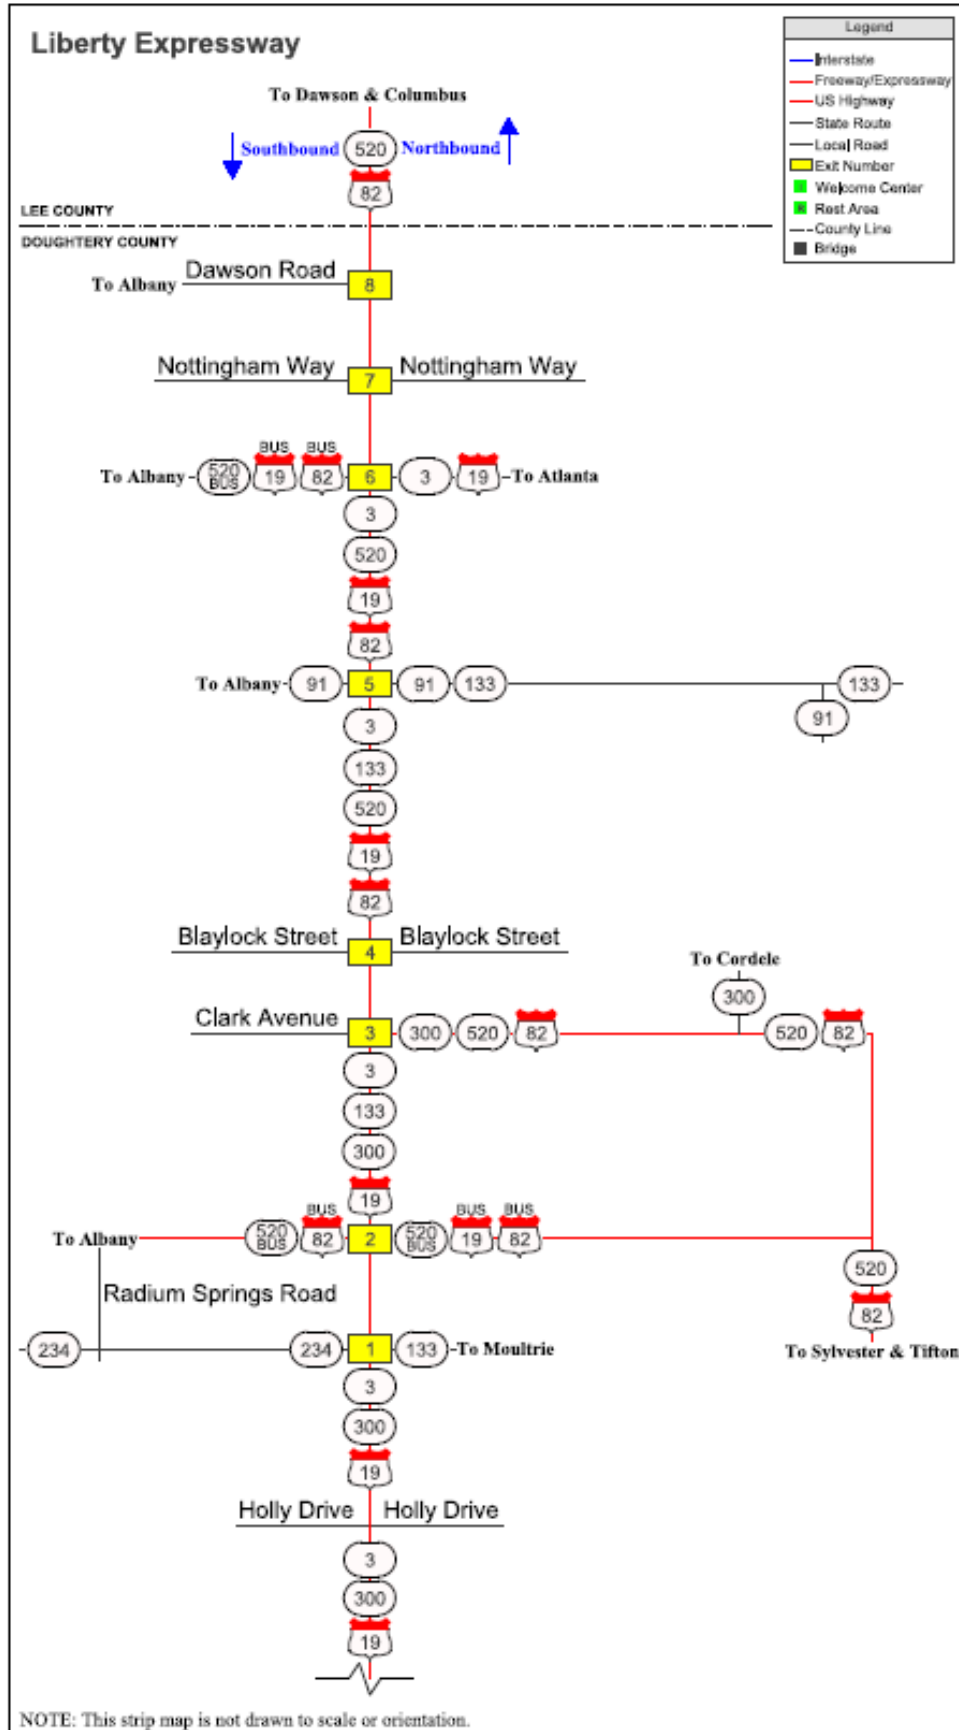 Liberty Expressway
Legend
Interstate
Freeway/Expressway
US Highway
State Route
Local Road
Exit Number
Welcome Center
Rest Area
County Line
Bridge
To Dawson & Columbus
Southbound 520 Northbound
82
LEE COUNTY
DOUGHTERY COUNTY
To Albany Dawson Road 8
Nottingham Way 7 Nottingham Way
BUS BUS
To Albany 520 BUS 19 82 6 3 19 To Atlanta
3
520
19
82
To Albany 91 5 91 133 133
91
3
133
520
19
82
Blaylock Street 4 Blaylock Street
To Cordele
300
Clark Avenue 3 300 520 82 520 82
3
133
300
19
BUS BUS BUS
To Albany 520 BUS 82 2 520 BUS 19 82
520
Radium Springs Road
82
234 234 1 133 To Moultrie
To Sylvester & Tifton
3
300
19
Holly Drive Holly Drive
3
300
19
NOTE: This strip map is not drawn to scale or orientation.